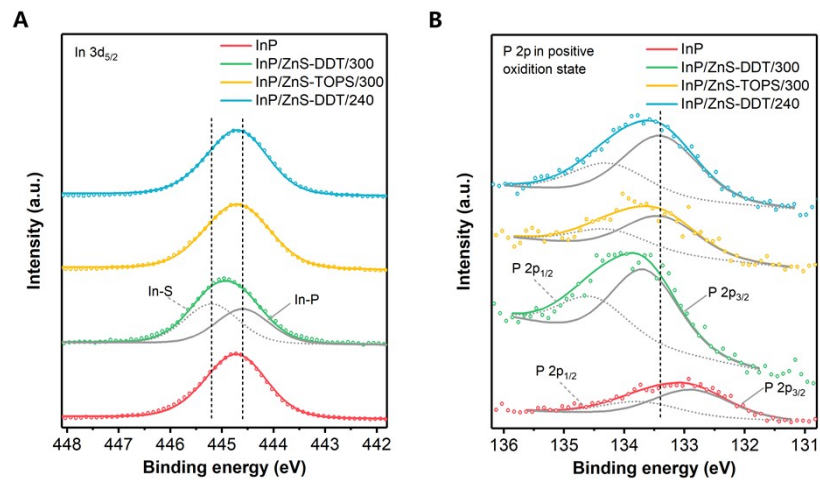 A
In 3d5/2
InP
InP/ZnS-DDT/300
InP/ZnS-TOPS/300
InP/ZnS-DDT/240
In-S
In-P
Intensity (a.u.)
448 447 446 445 444 443 442
Binding energy (eV)
B
P 2p in positive
oxidition state
InP
InP/ZnS-DDT/300
InP/ZnS-TOPS/300
InP/ZnS-DDT/240
P 2p1/2
P 2p3/2
P 2p1/2
P 2p3/2
Intensity (a.u.)
136 135 134 133 132 131
Binding energy (eV)